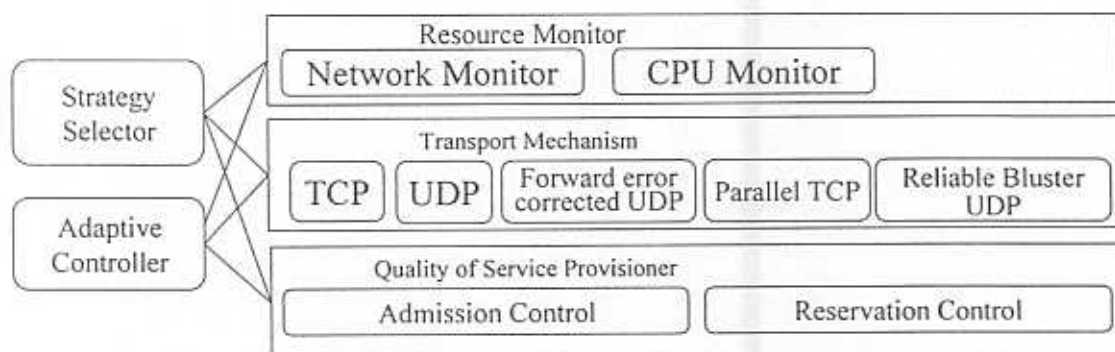 Resource Monitor
Network Monitor
CPU Monitor
Strategy
Selector
Transport Mechanism
TCP
UDP
Forward error
corrected UDP
Parallel TCP
Reliable Bluster
UDP
Adaptive
Controller
Quality of Service Provisioner
Admission Control
Reservation Control